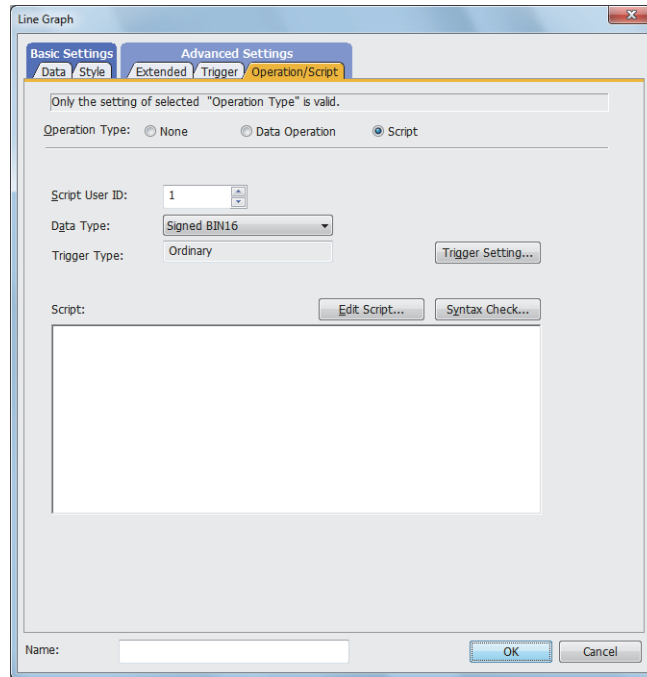 Line Graph
Basic Settings
Advanced Settings
Data Style Extended Trigger Operation/Script
Only the setting of selected "Operation Type" is valid.
Operation Type: None Data Operation Script
Script User ID: 1
Data Type: Signed BIN16
Trigger Type: Ordinary Trigger Setting...
Script: Edit Script... Syntax Check...
Name: OK Cancel